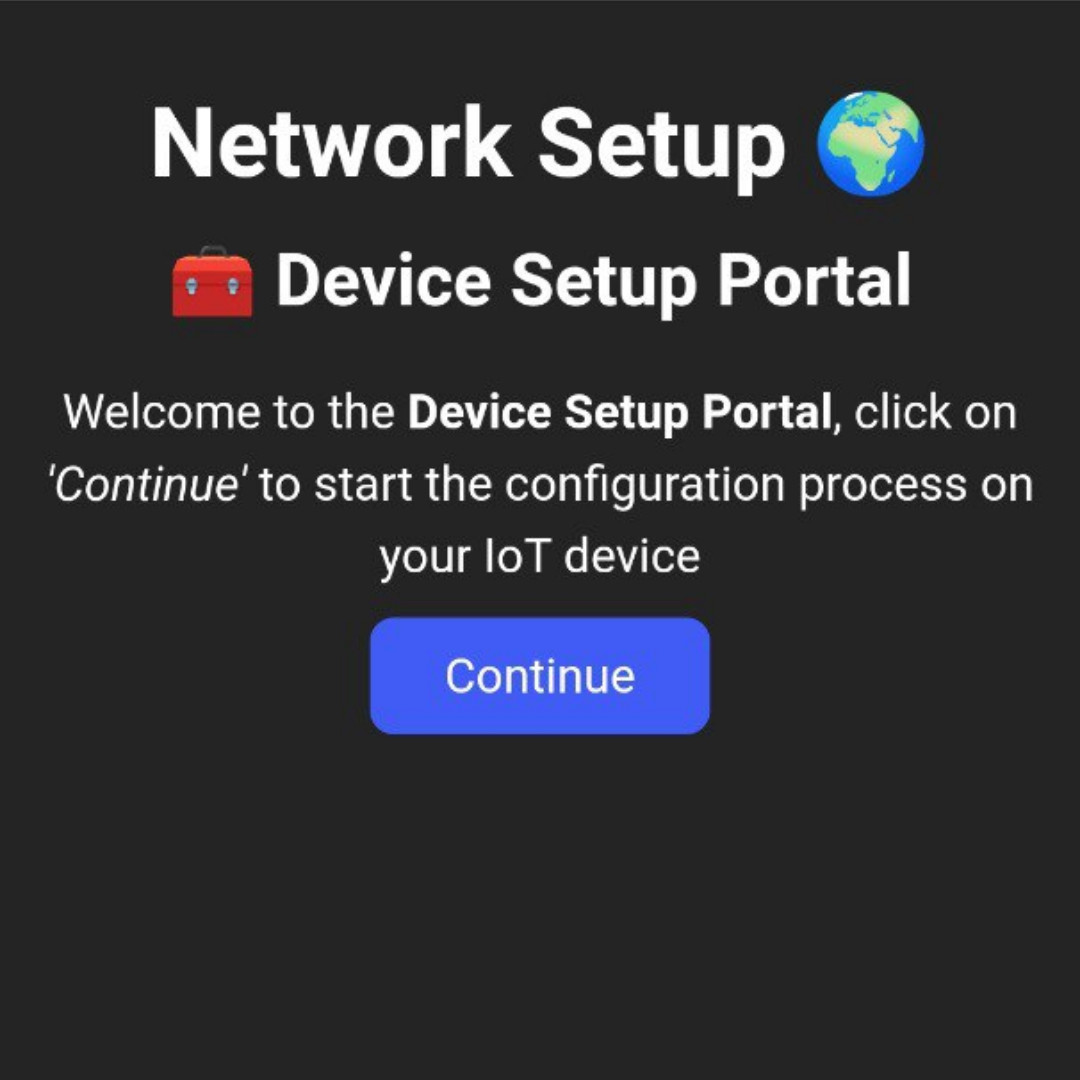 Network Setup 🌍
🧰 Device Setup Portal
Welcome to the Device Setup Portal, click on
'Continue' to start the configuration process on
your IoT device
Continue